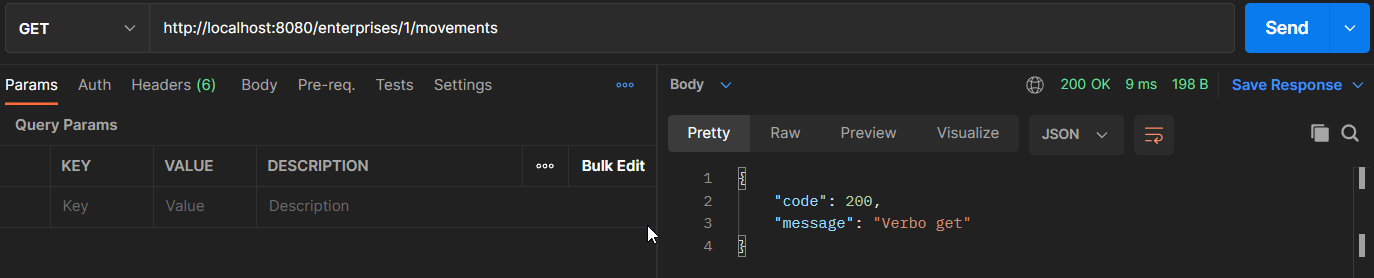 GET http://localhost:8080/enterprises/1/movements Send
Params Auth Headers (6) Body Pre-req. Tests Settings
Query Params
KEY VALUE DESCRIPTION Bulk Edit
Key Value Description
Body 200 OK 9 ms 198 B Save Response
Pretty Raw Preview Visualize JSON
1 {
2 "code": 200,
3 "message": "Verbo get"
4 }